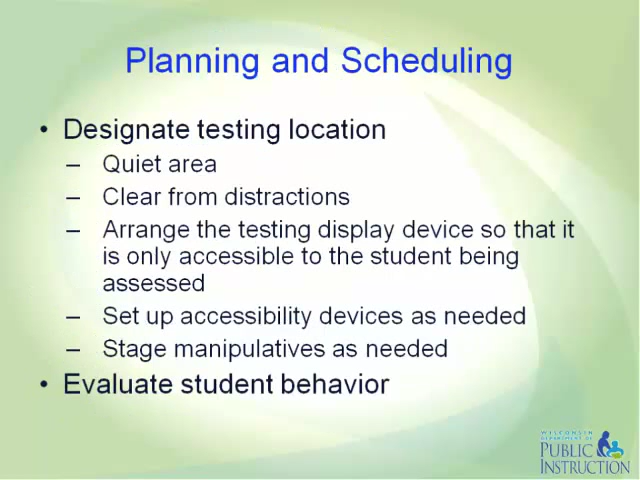 Planning and Scheduling
• Designate testing location
– Quiet area
– Clear from distractions
– Arrange the testing display device so that it
is only accessible to the student being
assessed
– Set up accessibility devices as needed
– Stage manipulatives as needed
• Evaluate student behavior
WISCONSIN
DEPARTMENT OF
PUBLIC
INSTRUCTION